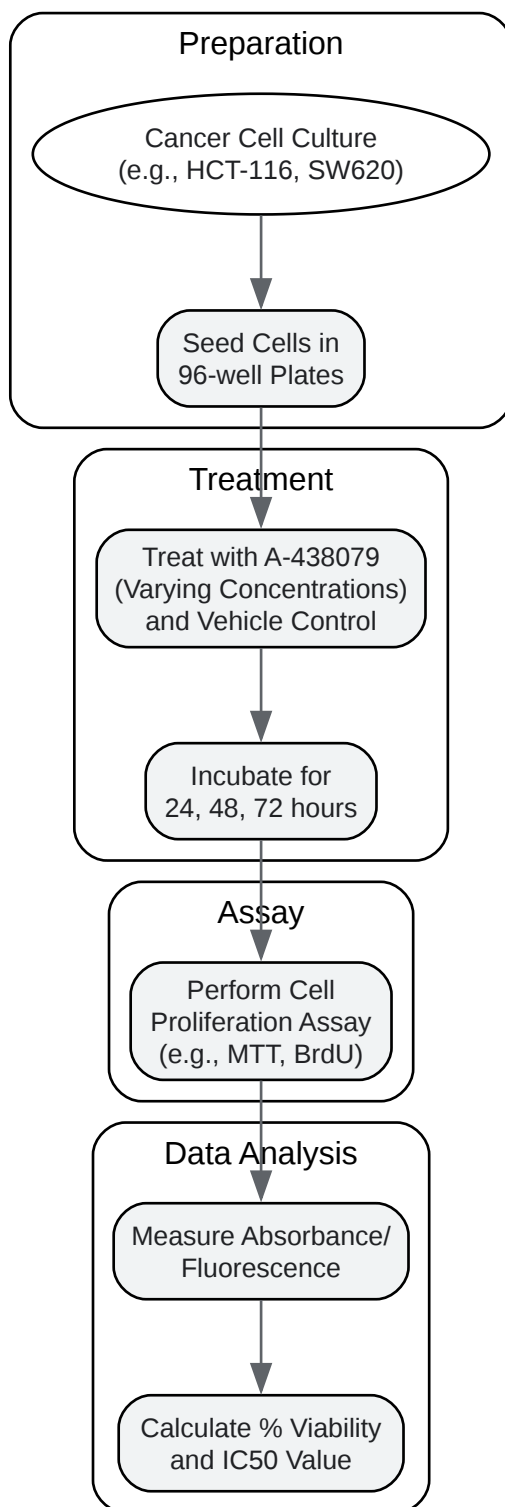 Preparation
Cancer Cell Culture
(e.g., HCT-116, SW620)
Seed Cells in
96-well Plates
Treatment
Treat with A-438079
(Varying Concentrations)
and Vehicle Control
Incubate for
24, 48, 72 hours
Assay
Perform Cell
Proliferation Assay
(e.g., MTT, BrdU)
Data Analysis
Measure Absorbance/
Fluorescence
Calculate % Viability
and IC50 Value